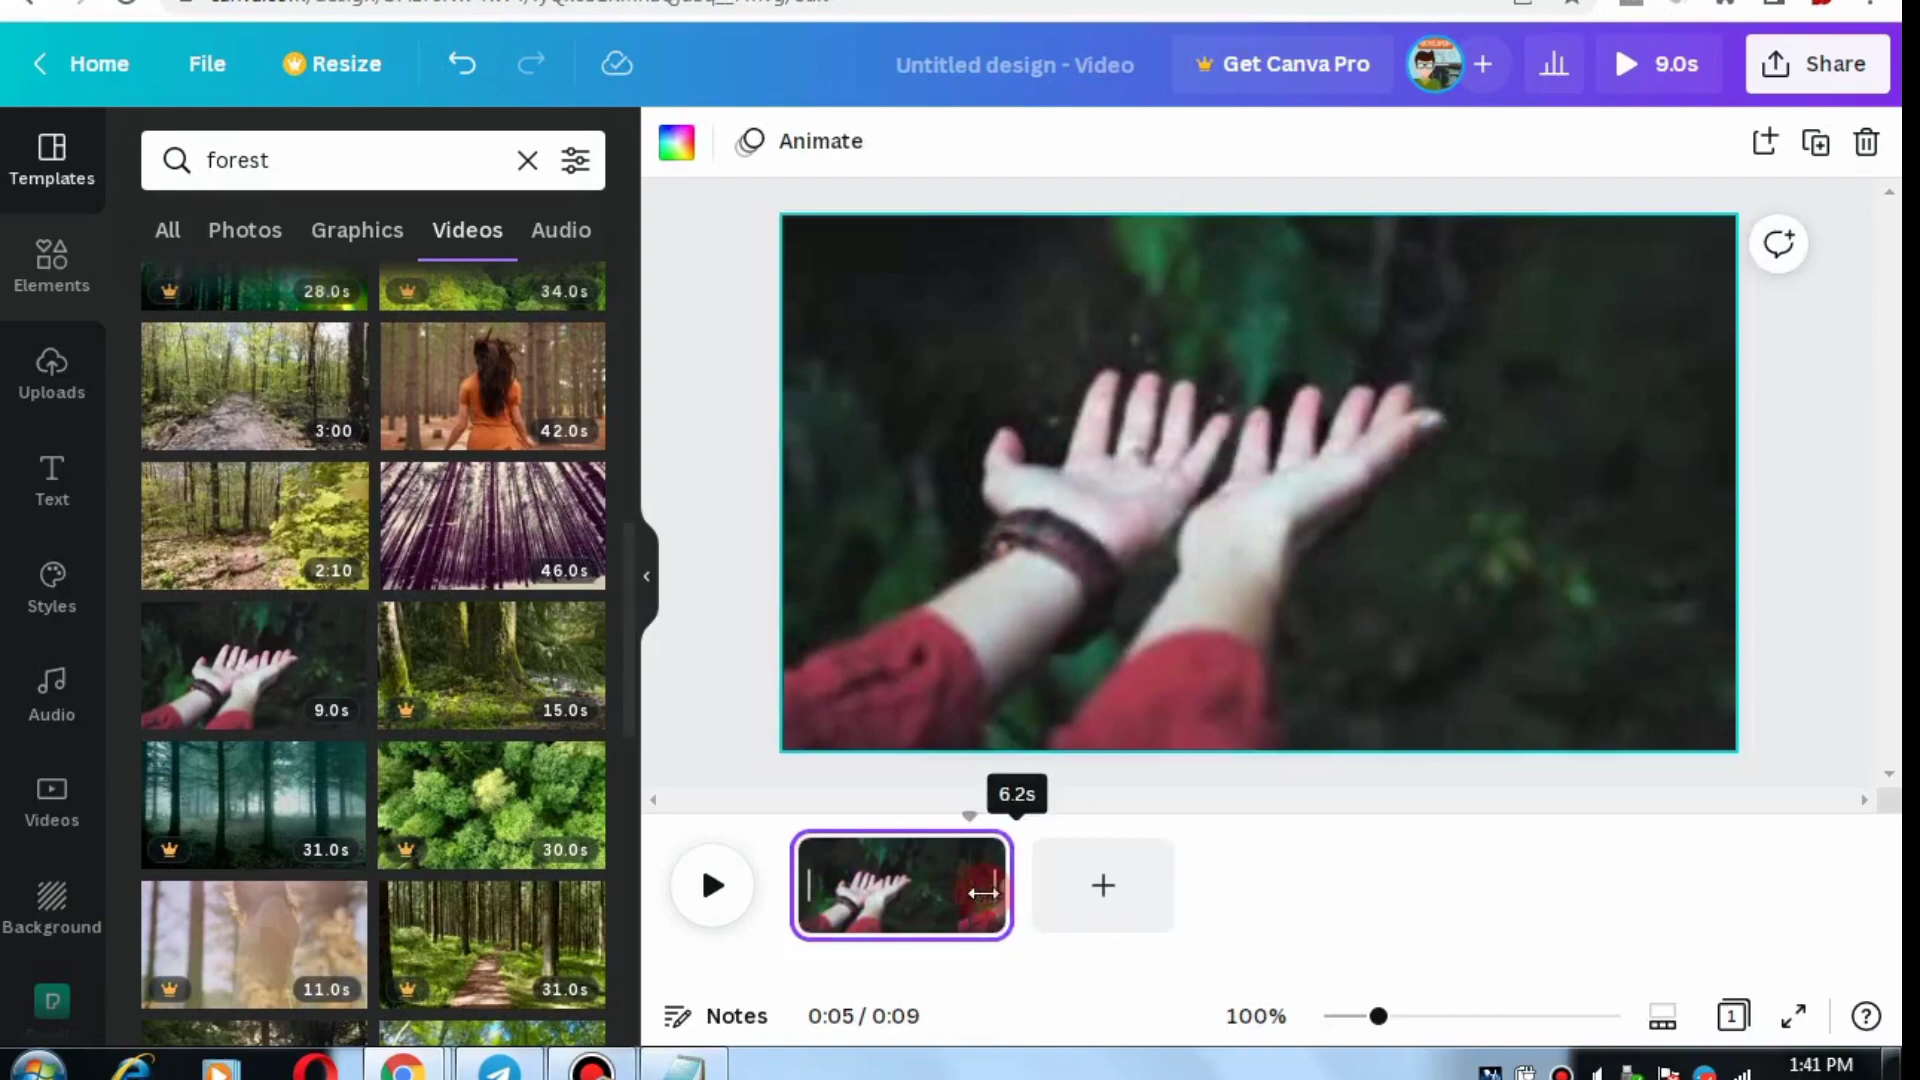 Home
File
Resize
Untitled design - Video
Get Canva Pro
9.0s
Share
Templates
Elements
Uploads
Text
Styles
Audio
Videos
Background
forest
All
Photos
Graphics
Videos
Audio
28.0s
34.0s
3:00
42.0s
2:10
46.0s
9.0s
15.0s
31.0s
30.0s
11.0s
31.0s
Animate
6.2s
Notes
0:05 / 0:09
100%
1
1:41 PM